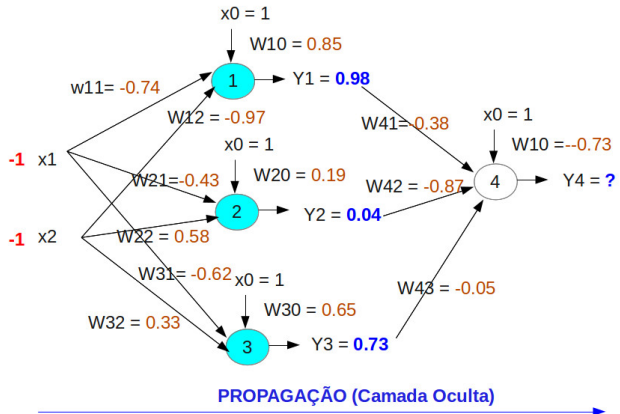 x0 = 1
W10 = 0.85
w11= -0.74
1
Y1 = 0.98
W12 = -0.97
W41=-0.38
x0 = 1
x0 = 1
W10 =--0.73
-1 x1
W21=-0.43
W20 = 0.19
W42 = -0.87
4
Y4 = ?
2
Y2 = 0.04
-1 x2
W22 = 0.58
W31= -0.62
x0 = 1
W43 = -0.05
W32 = 0.33
W30 = 0.65
3
Y3 = 0.73
PROPAGAÇÃO (Camada Oculta)